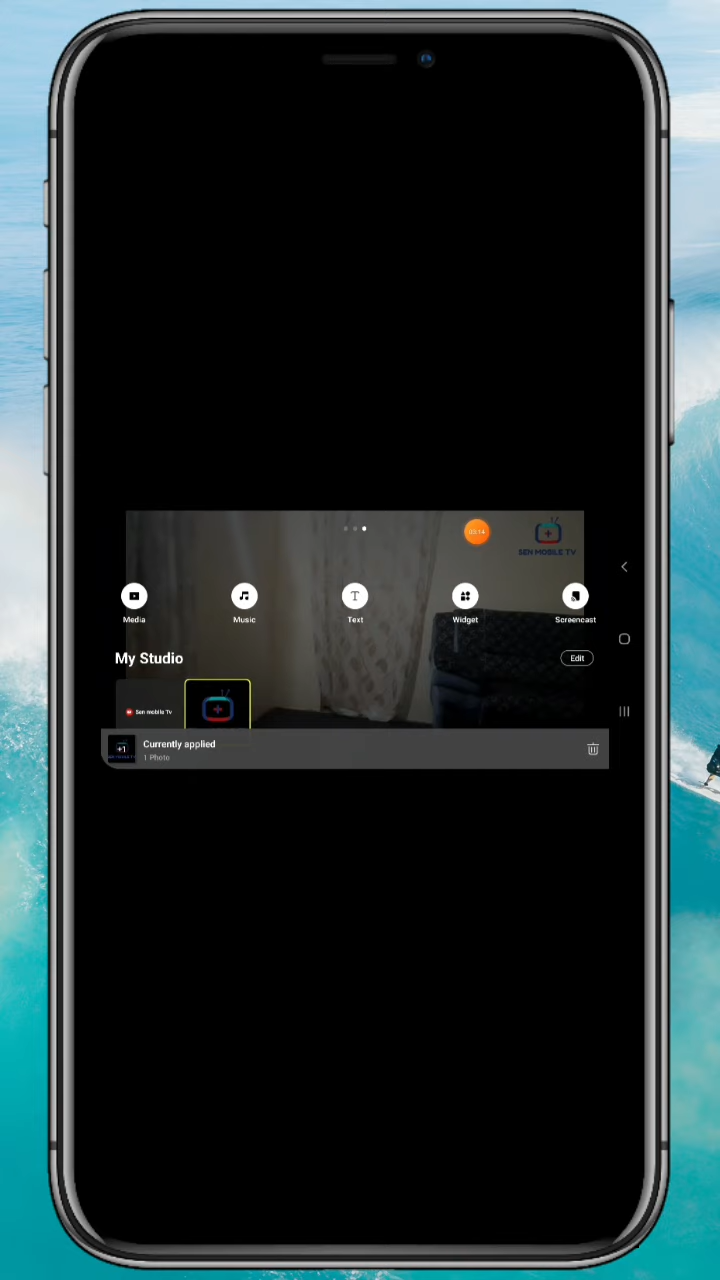 03:14
SEN MOBILE TV
Media
Music
Text
Widget
Screencast
My Studio
Edit
Sen mobile Tv
+1
Currently applied
1 Photo